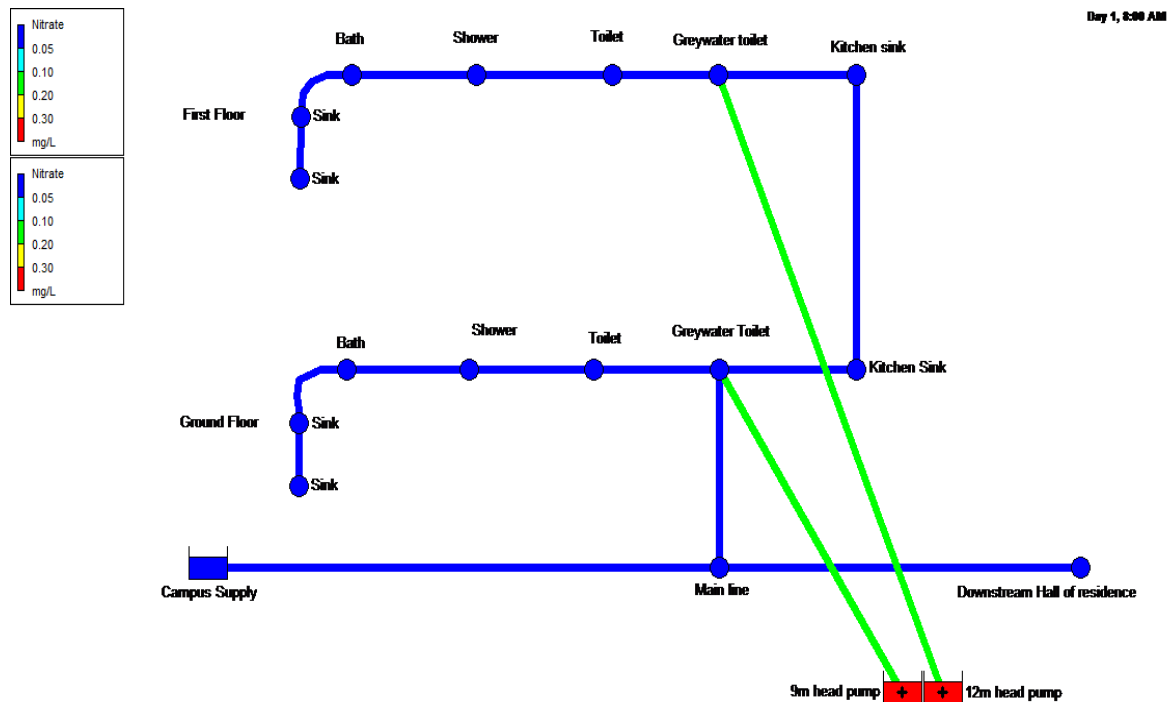 Nitrate
0.05
0.10
0.20
0.30
mg/L
Nitrate
0.05
0.10
0.20
0.30
mg/L
Day 1, 8:00 AM
Bath
Shower
Toilet
Greywater toilet
Kitchen sink
First Floor
Sink
Sink
Bath
Shower
Toilet
Greywater Toilet
Kitchen Sink
Ground Floor
Sink
Sink
Campus Supply
Main line
Downstream Hall of residence
9m head pump
12m head pump